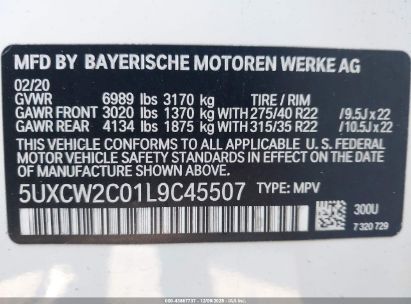 MFD BY BAYERISCHE MOTOREN WERKE AG
02/20
GVWR 6989 lbs 3170 kg TIRE / RIM
GAWR FRONT 3020 lbs 1370 kg WITH 275/40 R22 /9.5J x 22
GAWR REAR 4134 lbs 1875 kg WITH 315/35 R22 /10.5J x 22
THIS VEHICLE CONFORMS TO ALL APPLICABLE U. S. FEDERAL
MOTOR VEHICLE SAFETY STANDARDS IN EFFECT ON THE DATE
OF MANUFACTURE SHOWN ABOVE.
5UXCW2C01L9C45507 TYPE: MPV
300U
7 320 729